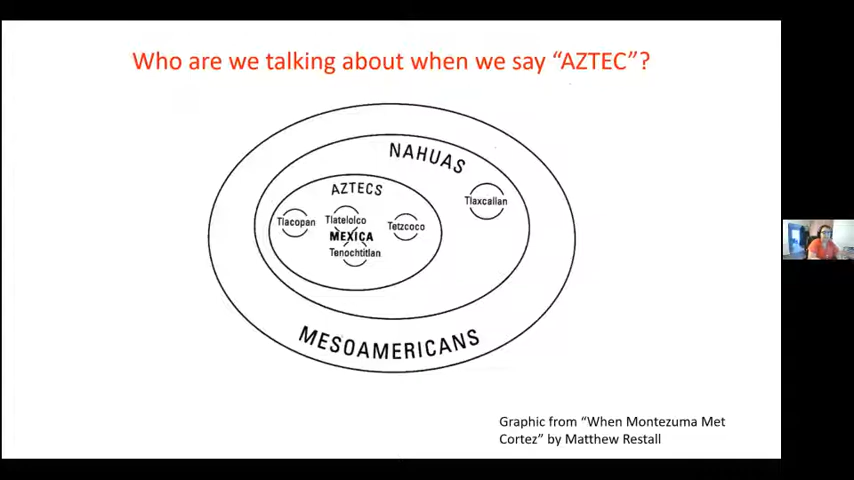 Who are we talking about when we say “AZTEC”?
NAHUAS
AZTECS
Tlaxcallan
Tlacopan
Tlatelolco
Tetzcoco
MEXICA
Tenochtitlan
MESOAMERICANS
Graphic from “When Montezuma Met
Cortez” by Matthew Restall